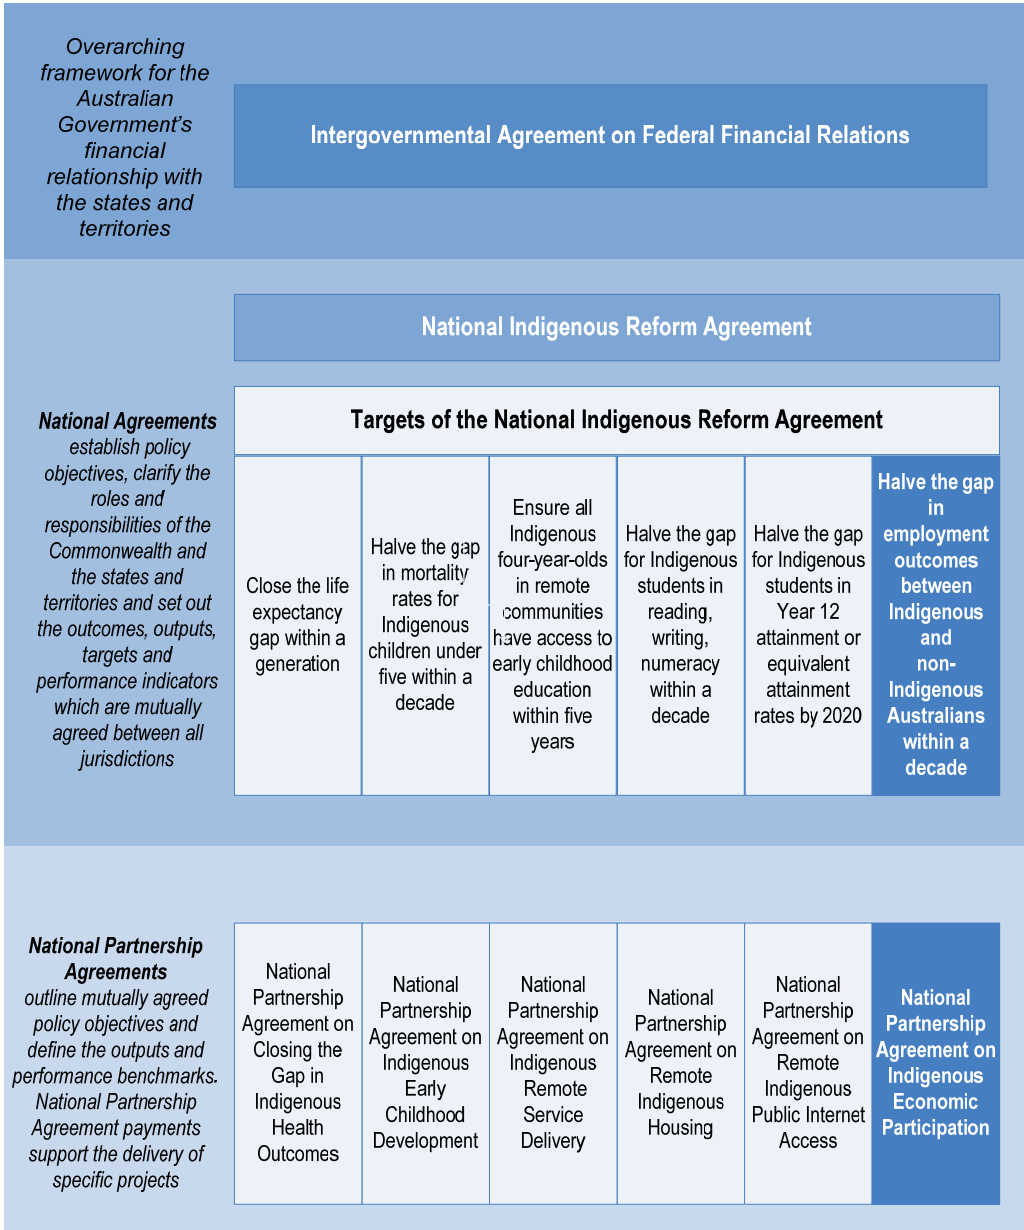 Overarching
framework for the
Australian
Government's
financial
relationship with
the states and
territories
Intergovernmental Agreement on Federal Financial Relations
National Indigenous Reform Agreement
National Agreements
establish policy
objectives, clarify the
roles and
responsibilities of the
Commonwealth and
the states and
territories and set out
the outcomes, outputs,
targets and
performance indicators
which are mutually
agreed between all
jurisdictions
Targets of the National Indigenous Reform Agreement
Close the life
expectancy
gap within a
generation
Halve the gap
in mortality
rates for
Indigenous
children under
five within a
decade
Ensure all
Indigenous
four-year-olds
in remote
communities
have access to
early childhood
education
within five
years
Halve the gap
for Indigenous
students in
reading,
writing,
numeracy
within a
decade
Halve the gap
for Indigenous
students in
Year 12
attainment or
equivalent
attainment
rates by 2020
Halve the gap
in
employment
outcomes
between
Indigenous
and
non-
Indigenous
Australians
within a
decade
National Partnership
Agreements
outline mutually agreed
policy objectives and
define the outputs and
performance benchmarks.
National Partnership
Agreement payments
support the delivery of
specific projects
National
Partnership
Agreement on
Closing the
Gap in
Indigenous
Health
Outcomes
National
Partnership
Agreement on
Indigenous
Early
Childhood
Development
National
Partnership
Agreement on
Indigenous
Remote
Service
Delivery
National
Partnership
Agreement on
Remote
Indigenous
Housing
National
Partnership
Agreement on
Remote
Indigenous
Public Internet
Access
National
Partnership
Agreement on
Indigenous
Economic
Participation